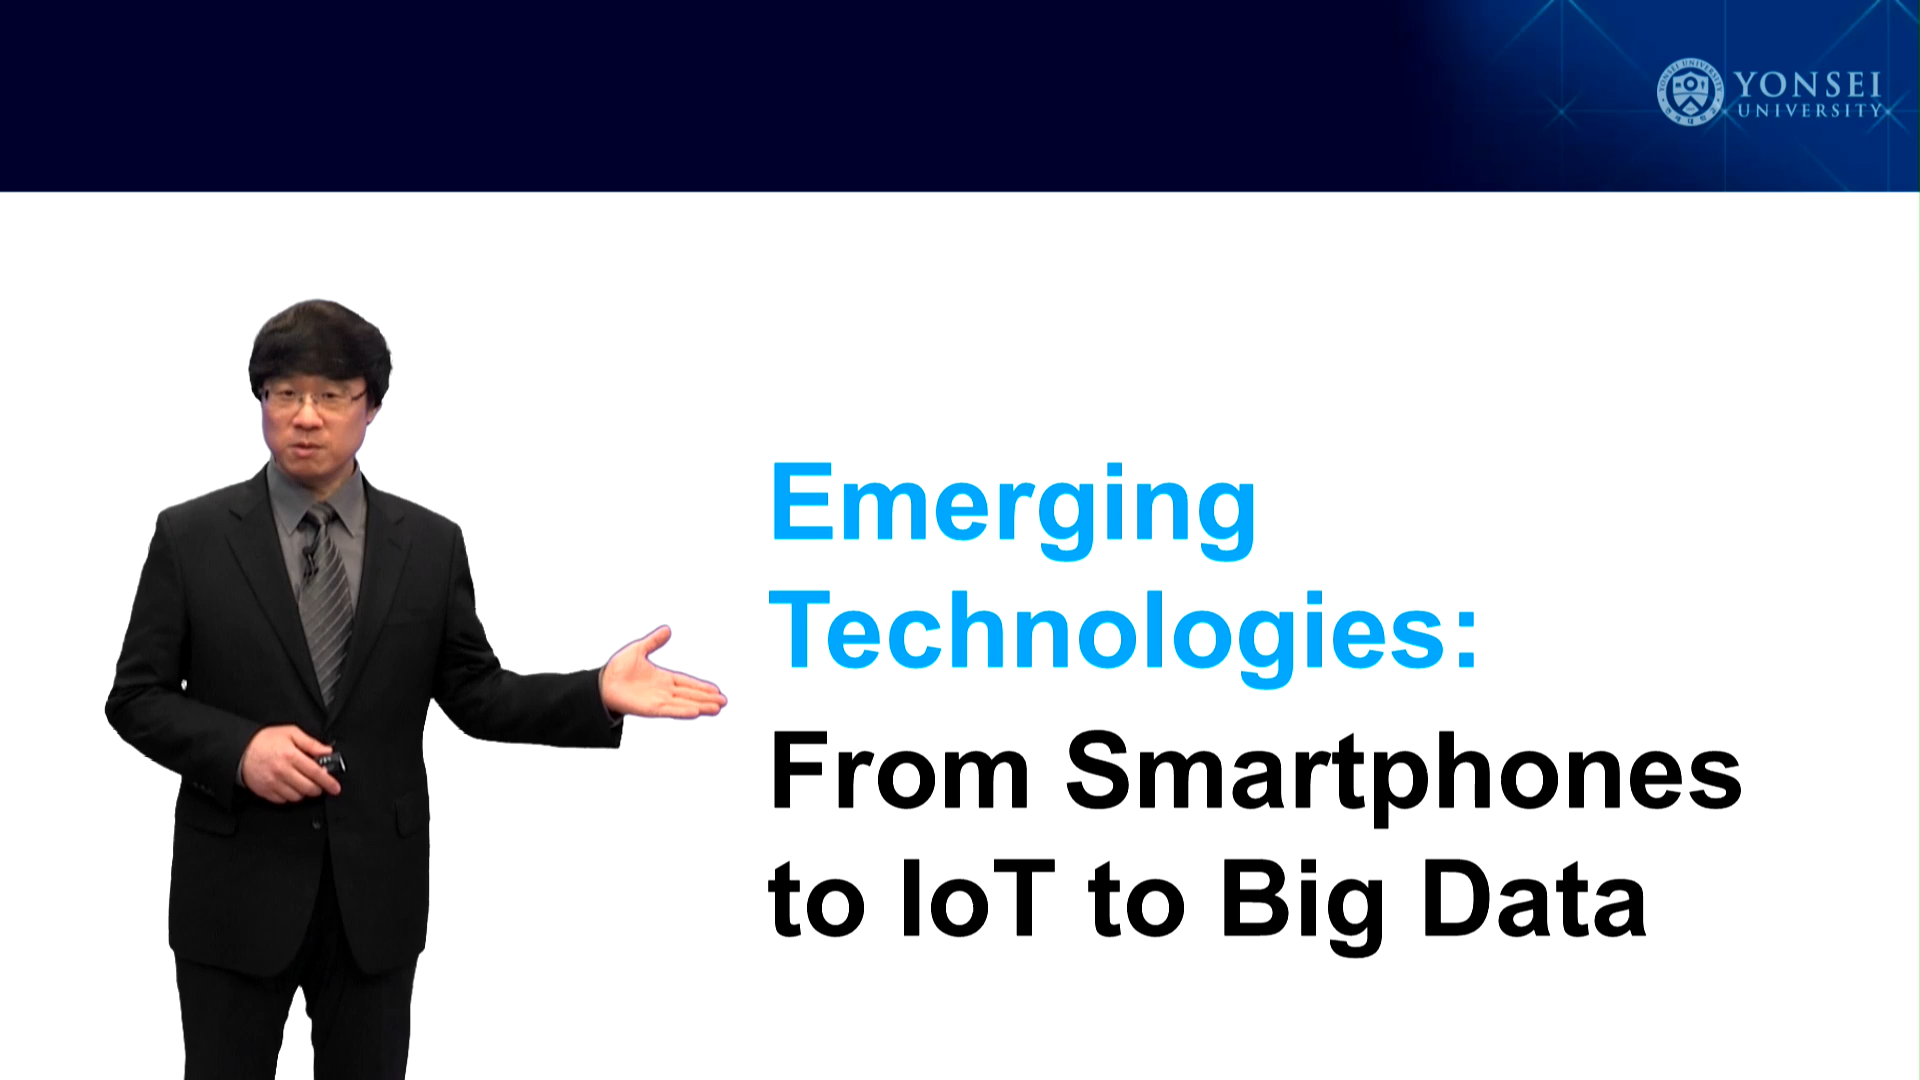 YONSEI
UNIVERSITY
Emerging
Technologies:
From Smartphones
to IoT to Big Data